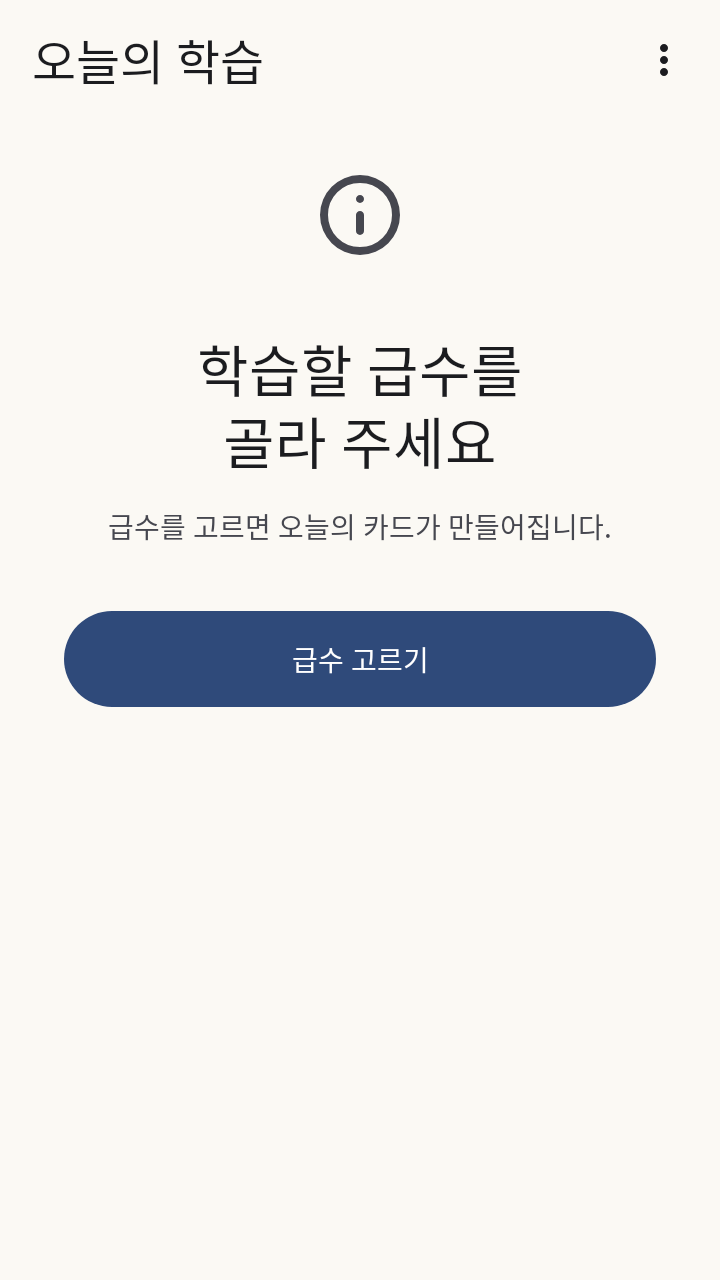 오늘의 학습
학습할 급수를
골라 주세요
급수를 고르면 오늘의 카드가 만들어집니다.
급수 고르기